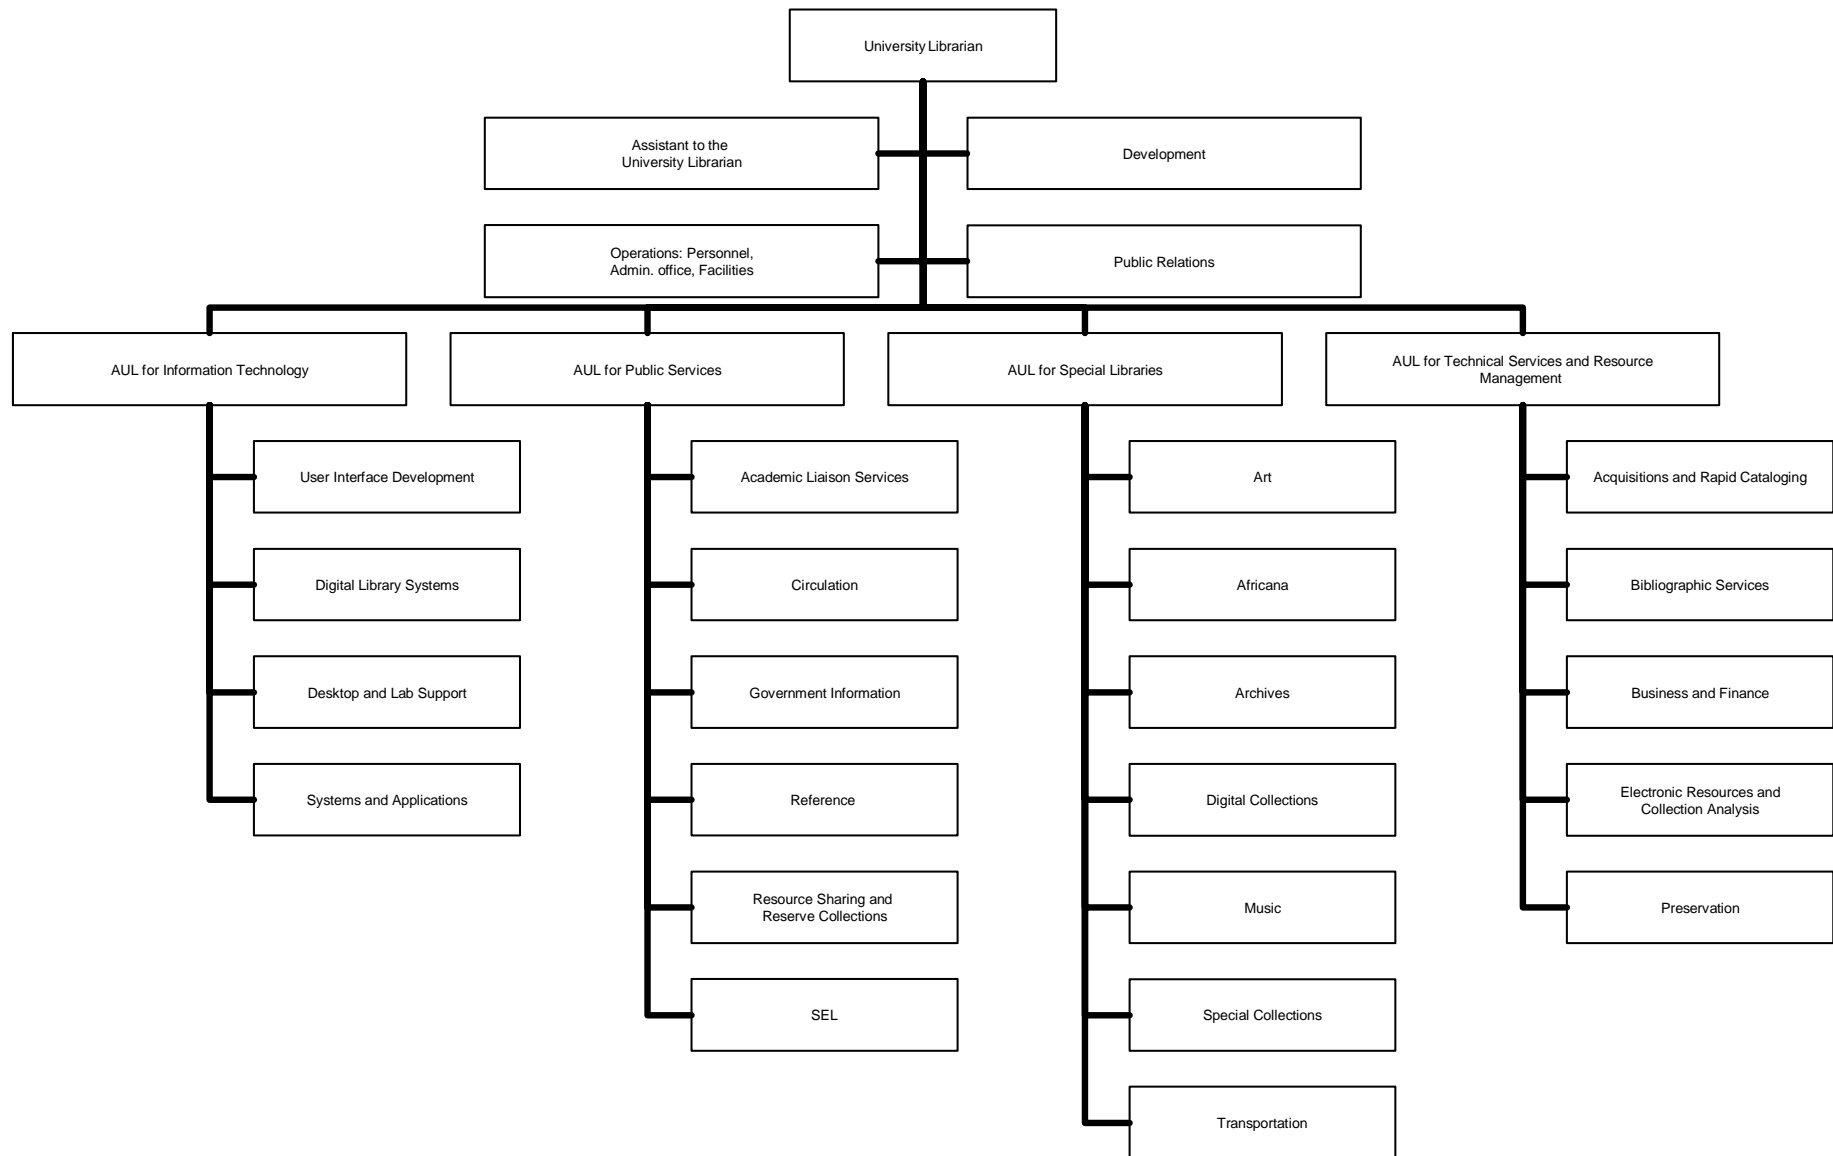 University Librarian
Assistant to the
University Librarian
Development
Operations: Personnel,
Admin. office, Facilities
Public Relations
AUL for Information Technology
AUL for Public Services
AUL for Special Libraries
AUL for Technical Services and Resource
Management
User Interface Development
Digital Library Systems
Desktop and Lab Support
Systems and Applications
Academic Liaison Services
Circulation
Government Information
Reference
Resource Sharing and
Reserve Collections
SEL
Art
Africana
Archives
Digital Collections
Music
Special Collections
Transportation
Acquisitions and Rapid Cataloging
Bibliographic Services
Business and Finance
Electronic Resources and
Collection Analysis
Preservation